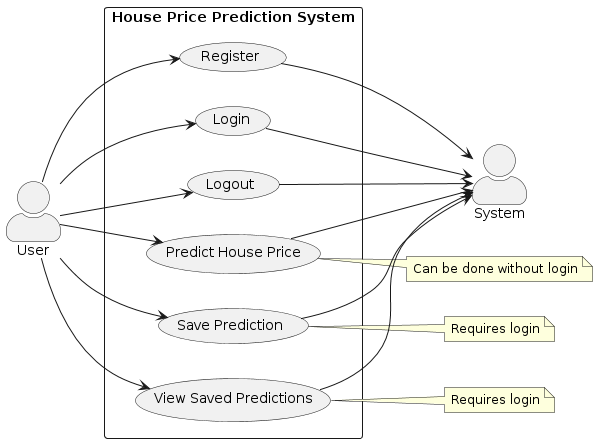 House Price Prediction System
Register
Login
Logout
System
User
Predict House Price
Can be done without login
Save Prediction
Requires login
View Saved Predictions
Requires login